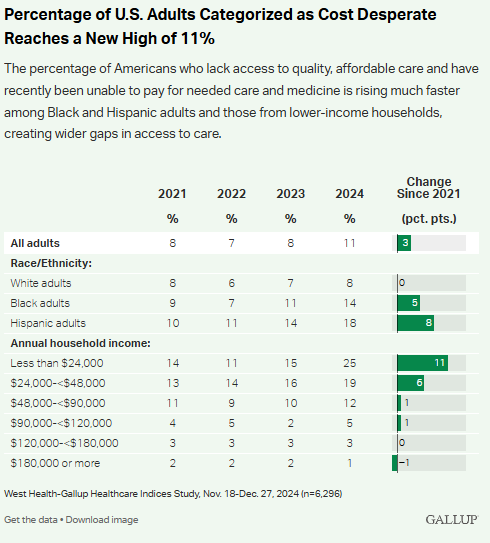 Percentage of U.S. Adults Categorized as Cost Desperate
Reaches a New High of 11%
The percentage of Americans who lack access to quality, affordable care and have
recently been unable to pay for needed care and medicine is rising much faster
among Black and Hispanic adults and those from lower-income households,
creating wider gaps in access to care.
Change
2021 2022 2023 2024 Since 2021
% % % % (pct. pts.)
All adults 8 7 8 11 3
Race/Ethnicity:
White adults 8 6 7 8 0
Black adults 9 7 11 14 5
Hispanic adults 10 11 14 18 8
Annual household income:
Less than $24,000 14 11 15 25 11
$24,000-<$48,000 13 14 16 19 6
$48,000-<$90,000 11 9 10 12 1
$90,000-<$120,000 4 5 2 5 1
$120,000-<$180,000 3 3 3 3 0
$180,000 or more 2 2 2 1 −1
West Health-Gallup Healthcare Indices Study, Nov. 18-Dec. 27, 2024 (n=6,296)
Get the data • Download image GALLUP